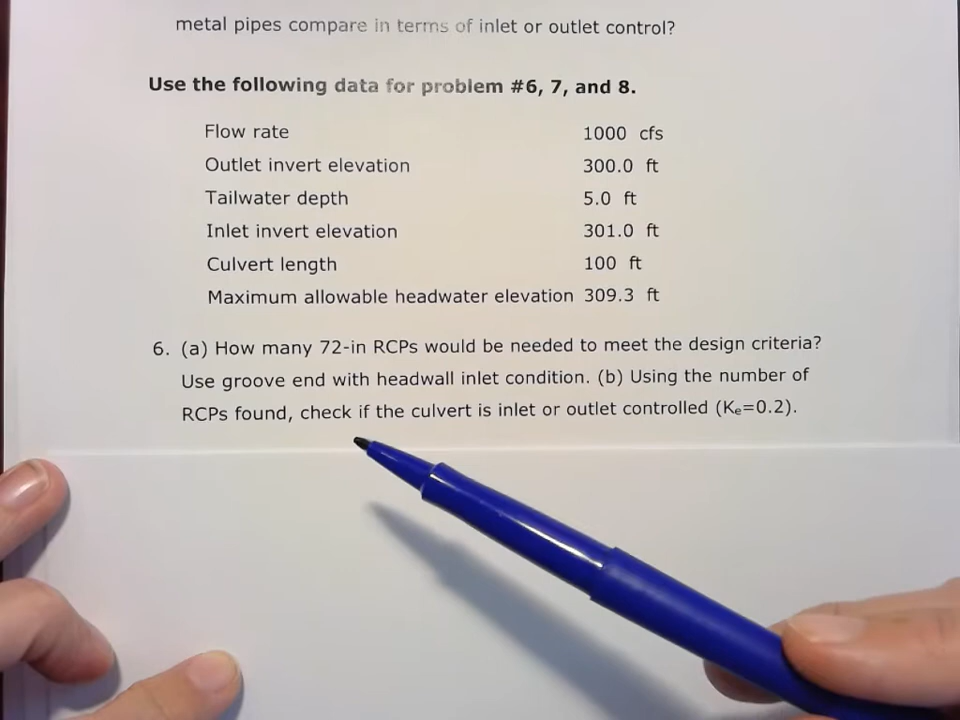 metal pipes compare in terms of inlet or outlet control?
Use the following data for problem #6, 7, and 8.
Flow rate 1000 cfs
Outlet invert elevation 300.0 ft
Tailwater depth 5.0 ft
Inlet invert elevation 301.0 ft
Culvert length 100 ft
Maximum allowable headwater elevation 309.3 ft
6. (a) How many 72-in RCPs would be needed to meet the design criteria?
Use groove end with headwall inlet condition. (b) Using the number of
RCPs found, check if the culvert is inlet or outlet controlled (Kₑ=0.2).